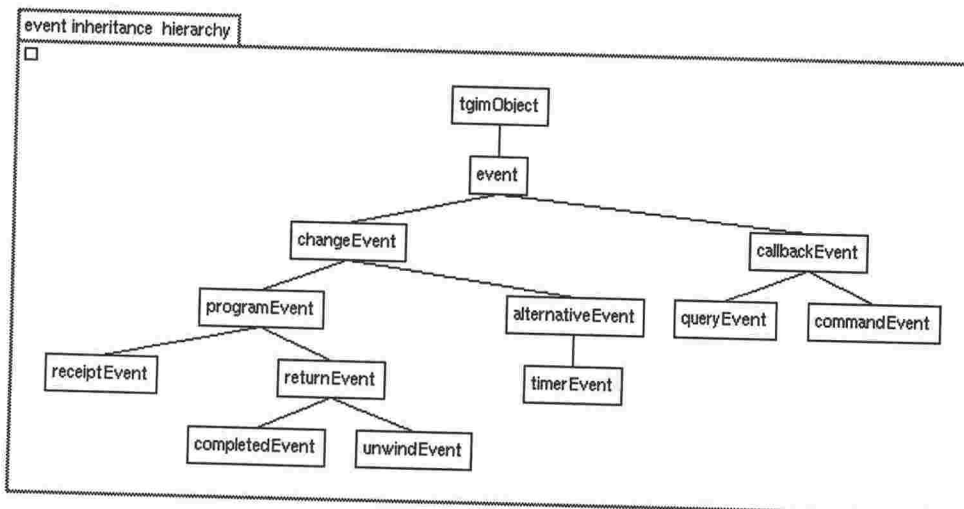 event inheritance hierarchy
tgimObject
event
changeEvent
callbackEvent
programEvent
alternativeEvent
queryEvent
commandEvent
receiptEvent
returnEvent
timerEvent
completedEvent
unwindEvent